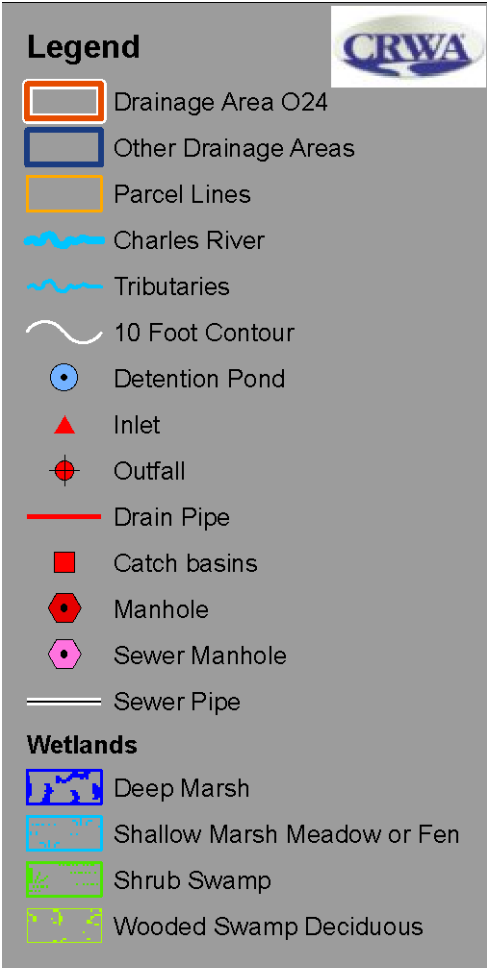 Legend
CRWA
Drainage Area O24
Other Drainage Areas
Parcel Lines
Charles River
Tributaries
10 Foot Contour
Detention Pond
Inlet
Outfall
Drain Pipe
Catch basins
Manhole
Sewer Manhole
Sewer Pipe
Wetlands
Deep Marsh
Shallow Marsh Meadow or Fen
Shrub Swamp
Wooded Swamp Deciduous